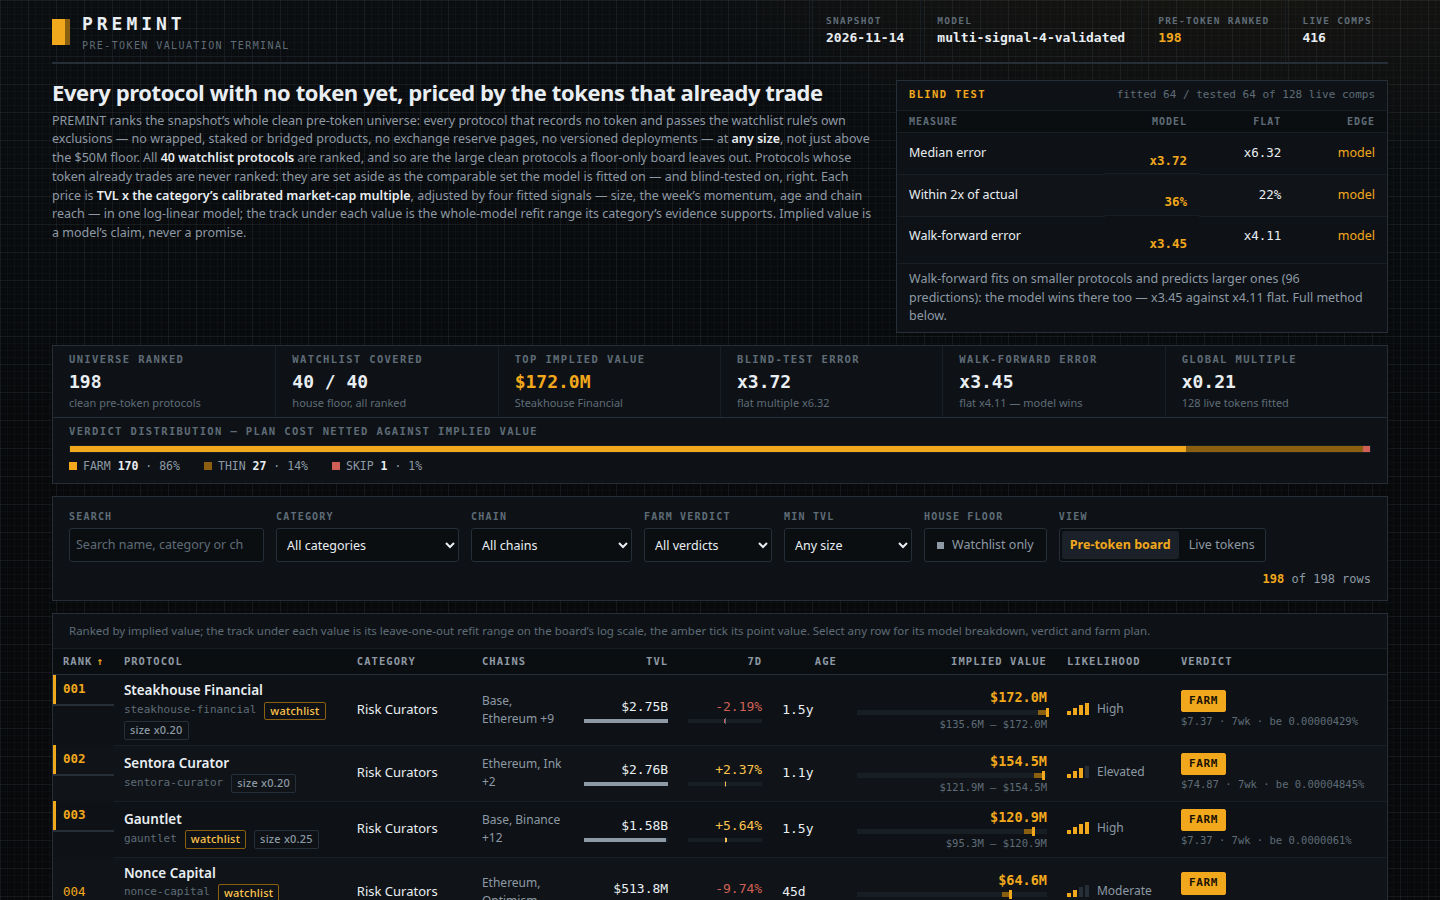 PREMINT
PRE-TOKEN VALUATION TERMINAL
SNAPSHOT
2026-11-14
MODEL
multi-signal-4-validated
PRE-TOKEN RANKED
198
LIVE COMPS
416
Every protocol with no token yet, priced by the tokens that already trade
PREMINT ranks the snapshot's whole clean pre-token universe: every protocol that records no token and passes the watchlist rule's own
exclusions — no wrapped, staked or bridged products, no exchange reserve pages, no versioned deployments — at any size, not just above
the $50M floor. All 40 watchlist protocols are ranked, and so are the large clean protocols a floor-only board leaves out. Protocols whose
token already trades are never ranked: they are set aside as the comparable set the model is fitted on — and blind-tested on, right. Each
price is TVL x the category's calibrated market-cap multiple, adjusted by four fitted signals — size, the week's momentum, age and chain
reach — in one log-linear model; the track under each value is the whole-model refit range its category's evidence supports. Implied value is
a model's claim, never a promise.
BLIND TEST
fitted 64 / tested 64 of 128 live comps
MEASURE MODEL FLAT EDGE
Median error x3.72 x6.32 model
Within 2x of actual 36% 22% model
Walk-forward error x3.45 x4.11 model
Walk-forward fits on smaller protocols and predicts larger ones (96
predictions): the model wins there too — x3.45 against x4.11 flat. Full method
below.
UNIVERSE RANKED
198
clean pre-token protocols
WATCHLIST COVERED
40 / 40
house floor, all ranked
TOP IMPLIED VALUE
$172.0M
Steakhouse Financial
BLIND-TEST ERROR
x3.72
flat multiple x6.32
WALK-FORWARD ERROR
x3.45
flat x4.11 — model wins
GLOBAL MULTIPLE
x0.21
128 live tokens fitted
VERDICT DISTRIBUTION — PLAN COST NETTED AGAINST IMPLIED VALUE
FARM 170 · 86% THIN 27 · 14% SKIP 1 · 1%
SEARCH
Search name, category or ch
CATEGORY
All categories
CHAIN
All chains
FARM VERDICT
All verdicts
MIN TVL
Any size
HOUSE FLOOR
Watchlist only
VIEW
Pre-token board Live tokens
198 of 198 rows
Ranked by implied value; the track under each value is its leave-one-out refit range on the board's log scale, the amber tick its point value. Select any row for its model breakdown, verdict and farm plan.
RANK ↑ PROTOCOL CATEGORY CHAINS TVL 7D AGE IMPLIED VALUE LIKELIHOOD VERDICT
001
Steakhouse Financial
steakhouse-financial watchlist
size x0.20
Risk Curators
Base,
Ethereum +9
$2.75B
-2.19%
1.5y
$172.0M
$135.6M — $172.0M
High
FARM
$7.37 · 7wk · be 0.00000429%
002
Sentora Curator
sentora-curator size x0.20
Risk Curators
Ethereum, Ink
+2
$2.76B
+2.37%
1.1y
$154.5M
$121.9M — $154.5M
Elevated
FARM
$74.87 · 7wk · be 0.00004845%
003
Gauntlet
gauntlet watchlist size x0.25
Risk Curators
Base, Binance
+12
$1.58B
+5.64%
1.5y
$120.9M
$95.3M — $120.9M
High
FARM
$7.37 · 7wk · be 0.0000061%
004
Nonce Capital
nonce-capital watchlist
Risk Curators
Ethereum,
Optimism
$513.8M
-9.74%
45d
$64.6M
Moderate
FARM